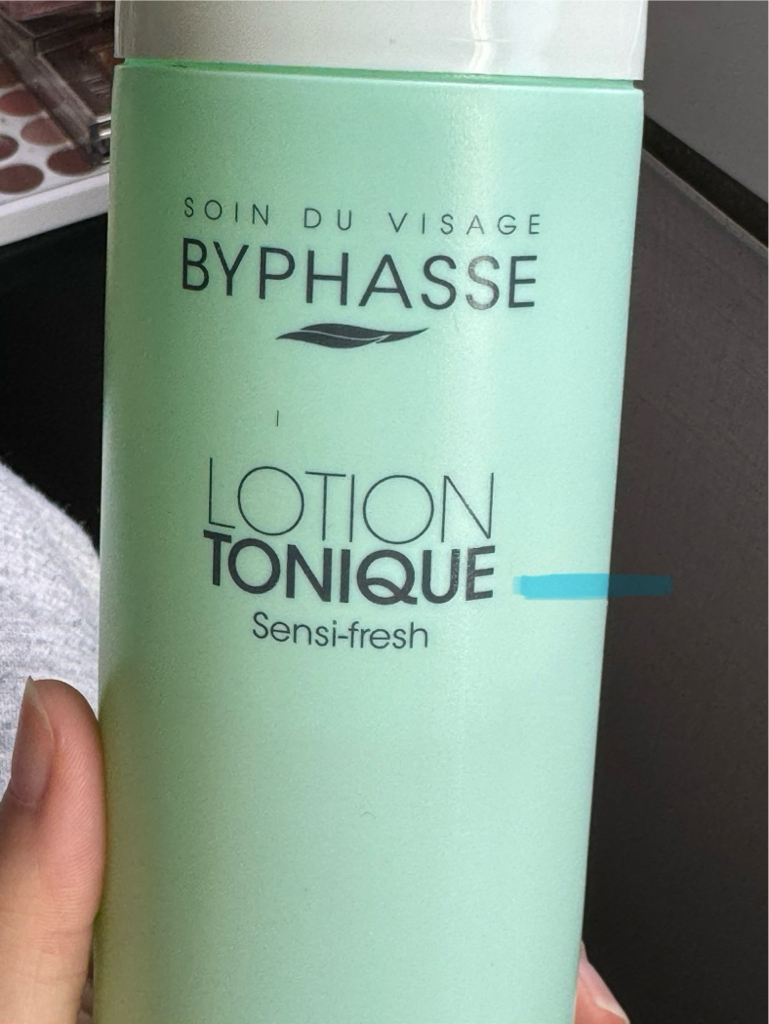 SOIN DU VISAGE
BYPHASSE
LOTION
TONIQUE
Sensi-fresh